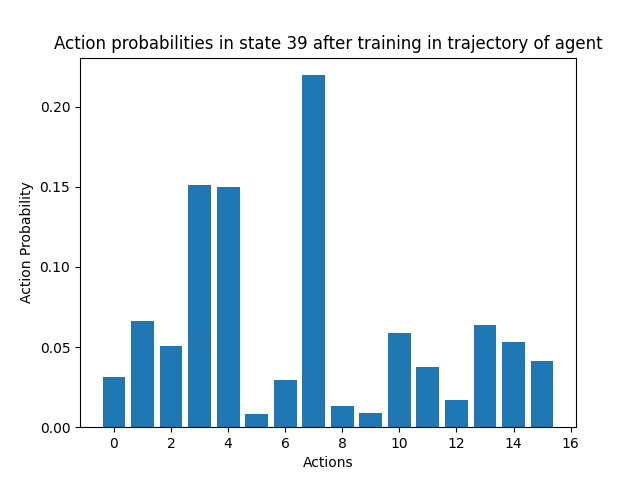 Action probabilities in state 39 after training in trajectory of agent
0.20
0.15
0.10
0.05
0.00
Action Probability
0 2 4 6 8 10 12 14 16
Actions